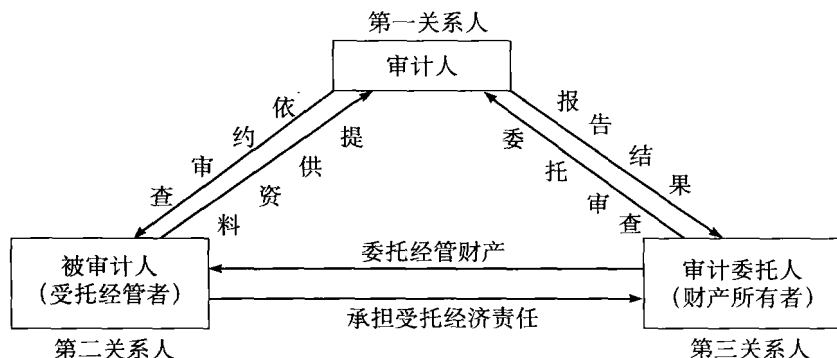 第一关系人
审计人
依约审查
提供资料
报告结果
委托审查
被审计人
(受托经管者)
委托经管财产
承担受托经济责任
审计委托人
(财产所有者)
第二关系人
第三关系人